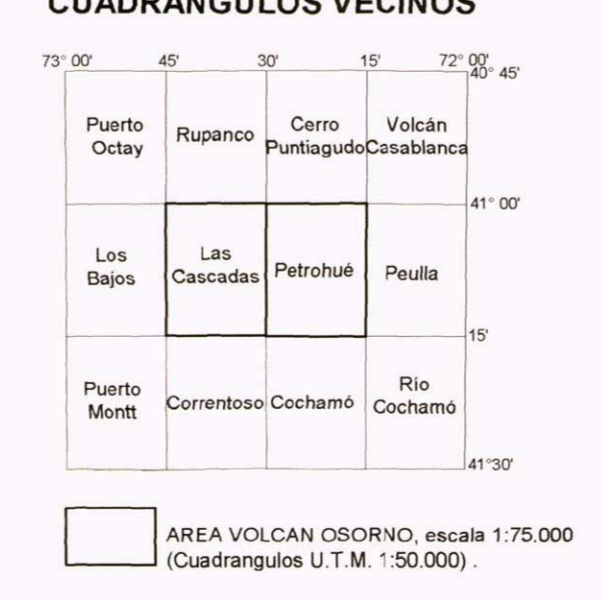 CUADRANGULOS VECINOS
73° 00' 45' 30' 15' 72° 00'
40° 45'
Puerto
Octay
Rupanco
Cerro
Puntiagudo
Volcán
Casablanca
41° 00'
Los
Bajos
Las
Cascadas
Petrohué
Peulla
15'
Puerto
Montt
Correntoso
Cochamó
Río
Cochamó
41°30'
AREA VOLCAN OSORNO, escala 1:75.000
(Cuadrangulos U.T.M. 1:50.000) .